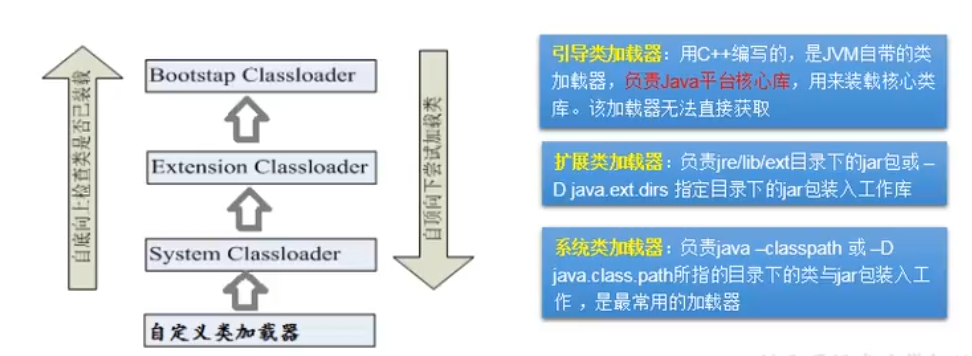 自底向上检查类是否已装载
Bootstap Classloader
Extension Classloader
System Classloader
自定义类加载器
自顶向下尝试加载类
引导类加载器：用C++编写的，是JVM自带的类
加载器，负责Java平台核心库，用来装载核心类
库。该加载器无法直接获取
扩展类加载器：负责jre/lib/ext目录下的jar包或 –
D java.ext.dirs 指定目录下的jar包装入工作库
系统类加载器：负责java –classpath 或 –D
java.class.path所指的目录下的类与jar包装入工
作 ，是最常用的加载器